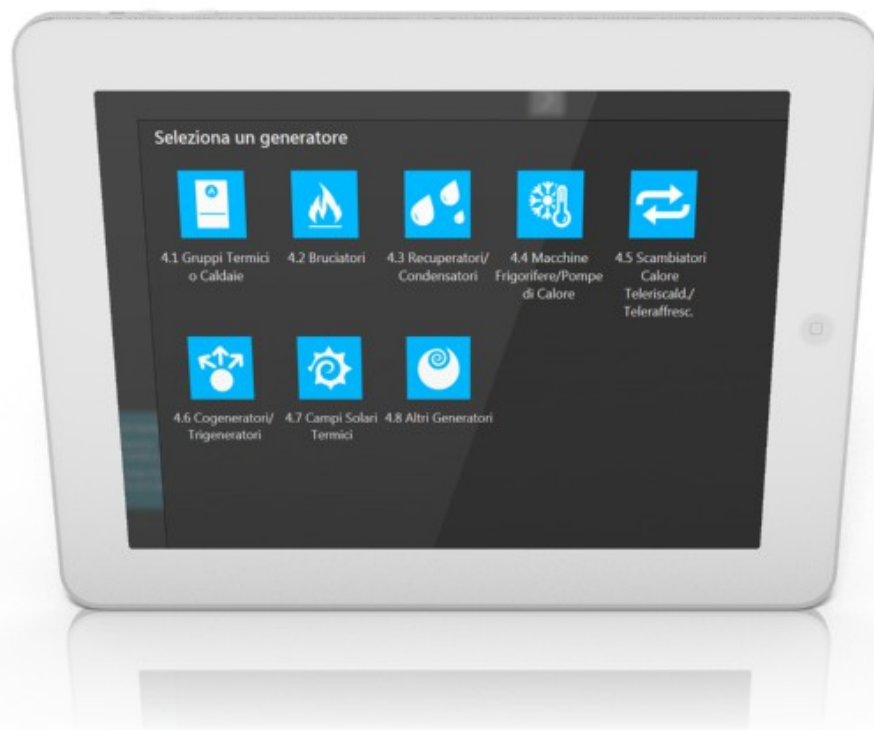 Seleziona un generatore
4.1 Gruppi Termici
o Caldaie
4.2 Bruciatori
4.3 Recuperatori/
Condensatori
4.4 Macchine
Frigorifere/Pompe
di Calore
4.5 Scambiatori
Calore
Teleriscald./
Teleraffresc.
4.6 Cogeneratori/
Trigeneratori
4.7 Campi Solari
Termici
4.8 Altri Generatori